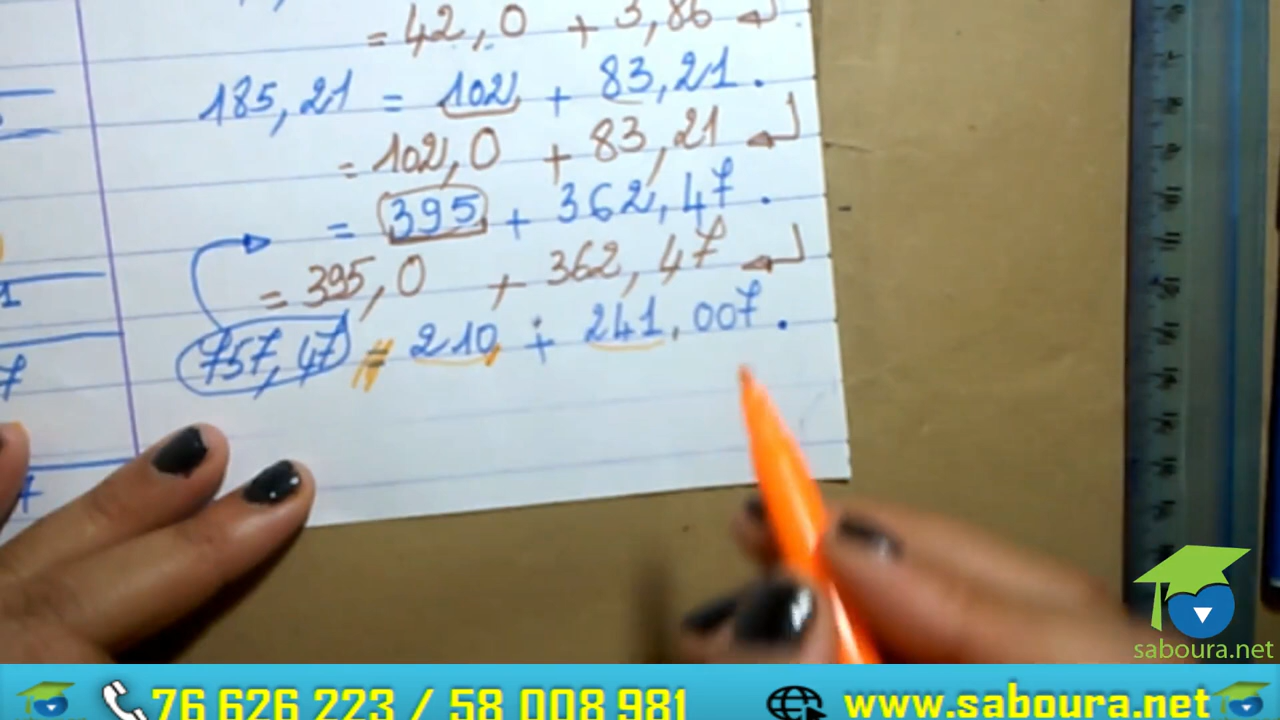 = 42,0 + 3,86
185,21 = 102 + 83,21.
= 102,0 + 83,21
= 395 + 362,47.
= 395,0 + 362,47
757,47 = 210 + 241,007.
saboura.net
76 626 223 / 58 008 981
www.saboura.net